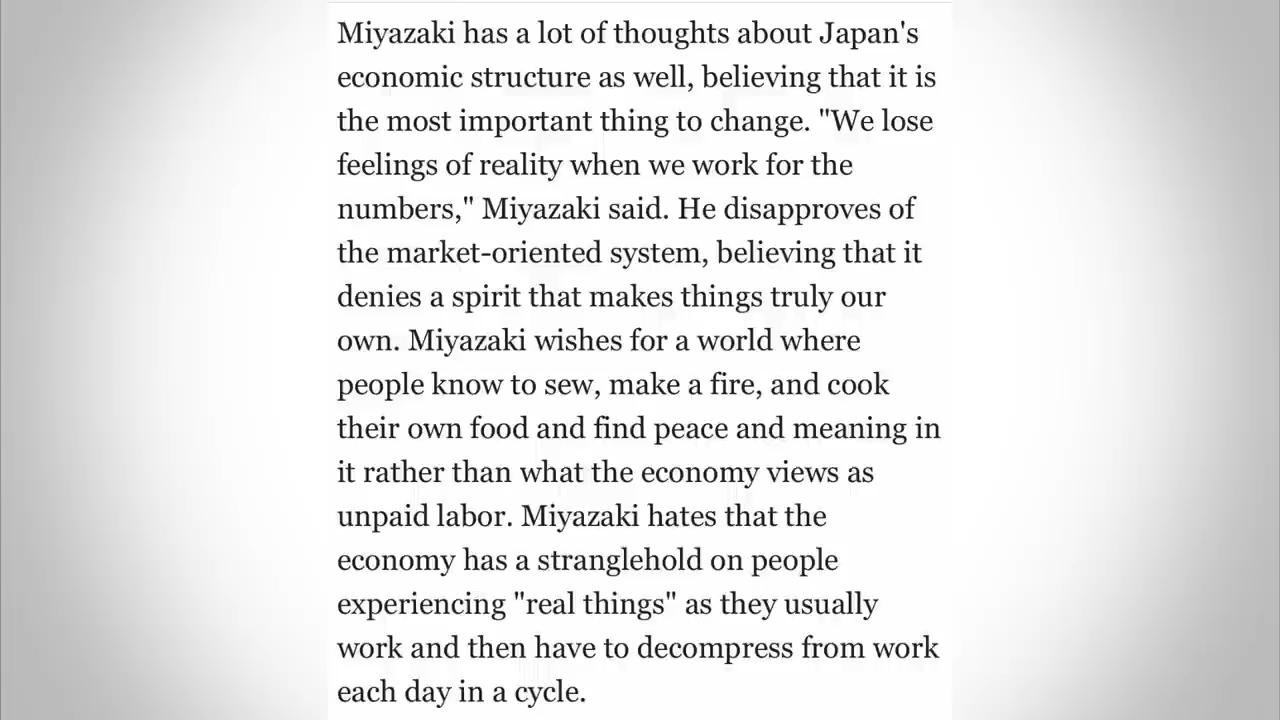 Miyazaki has a lot of thoughts about Japan's
economic structure as well, believing that it is
the most important thing to change. "We lose
feelings of reality when we work for the
numbers," Miyazaki said. He disapproves of
the market-oriented system, believing that it
denies a spirit that makes things truly our
own. Miyazaki wishes for a world where
people know to sew, make a fire, and cook
their own food and find peace and meaning in
it rather than what the economy views as
unpaid labor. Miyazaki hates that the
economy has a stranglehold on people
experiencing "real things" as they usually
work and then have to decompress from work
each day in a cycle.